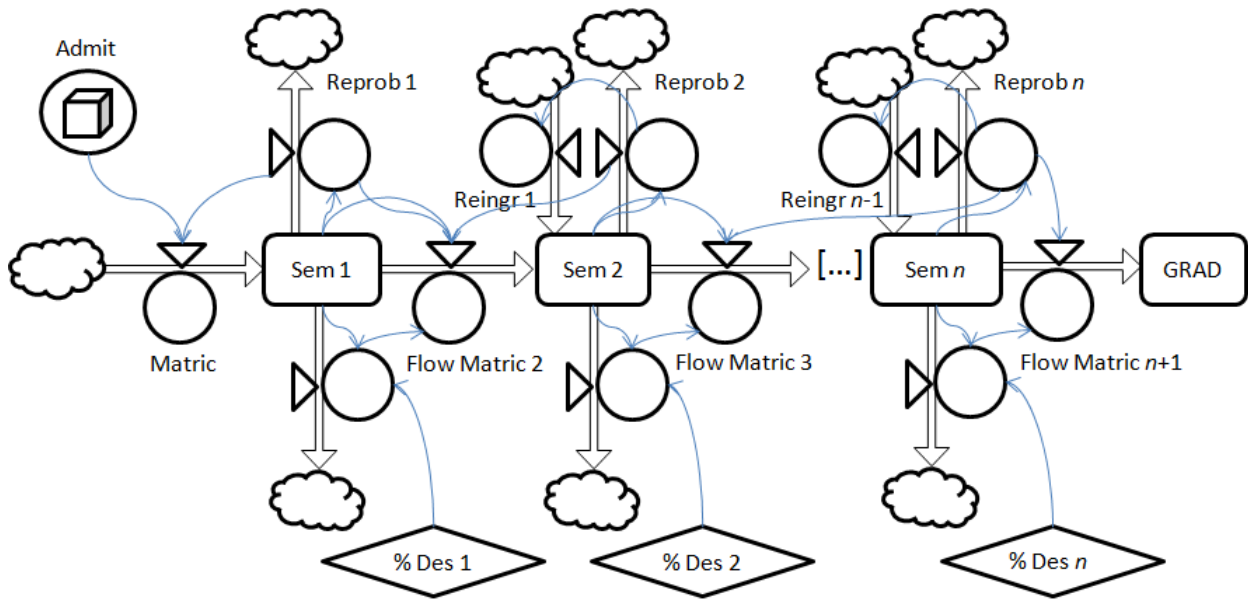 Admit
Reprob 1
Reprob 2
Reprob n
Reingr 1
Reingr n-1
Sem 1
Sem 2
[...]
Sem n
GRAD
Matric
Flow Matric 2
Flow Matric 3
Flow Matric n+1
% Des 1
% Des 2
% Des n